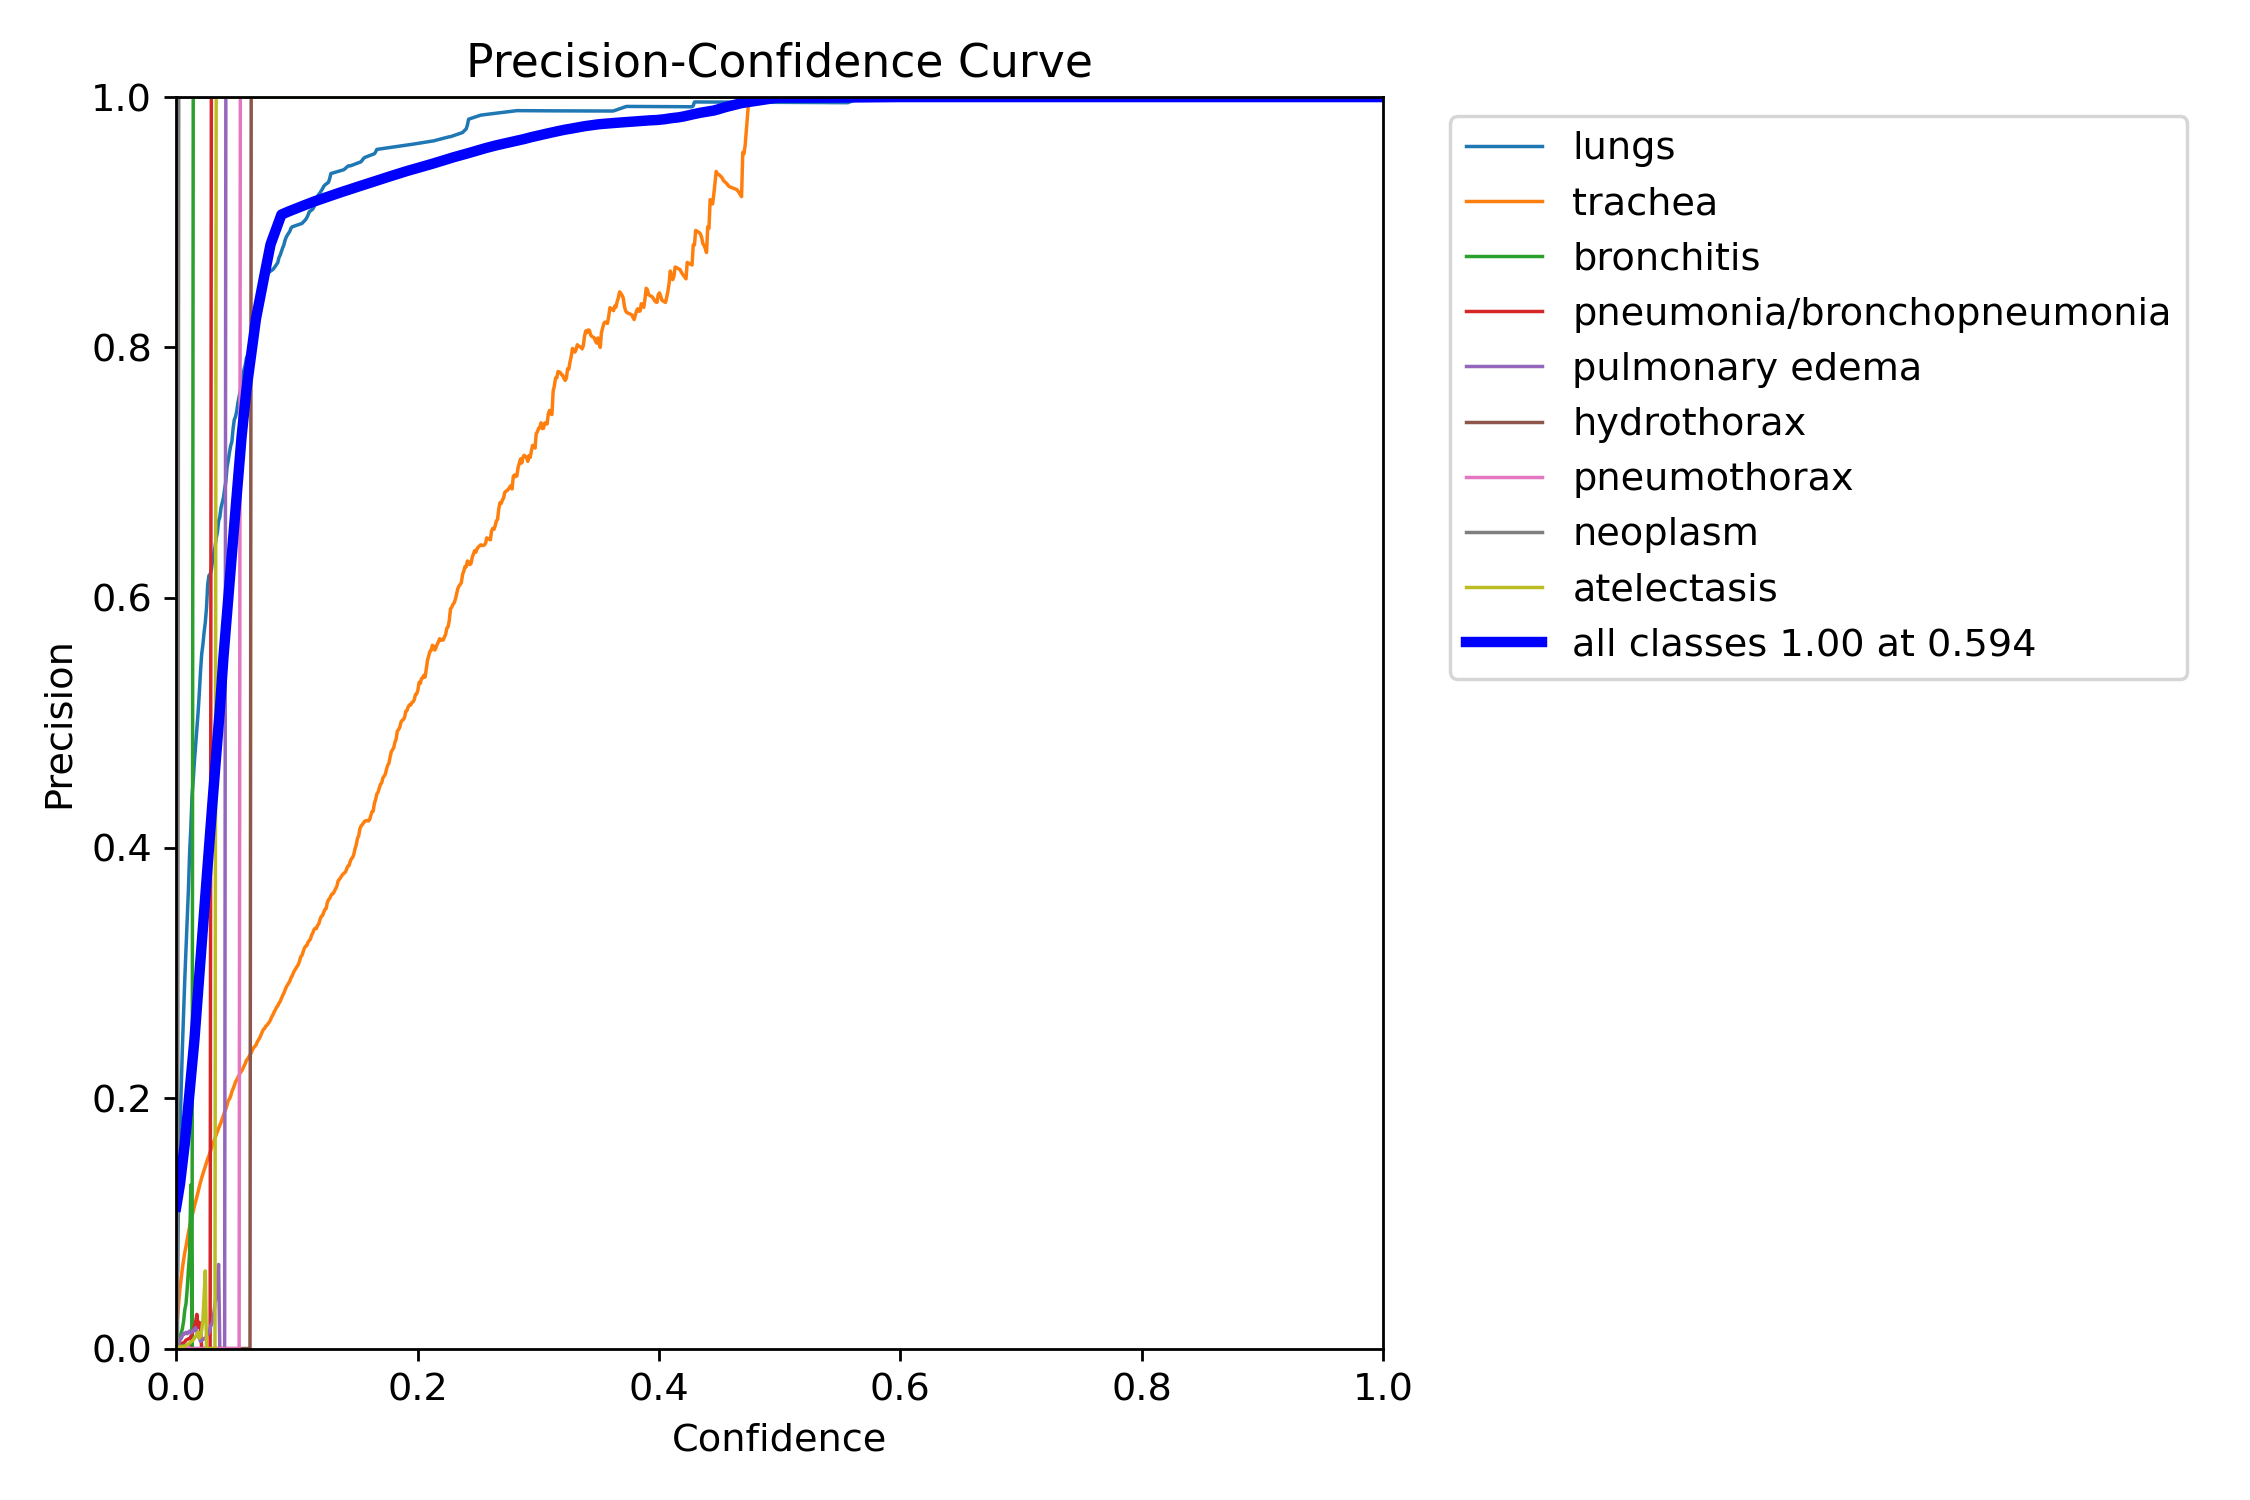 Precision-Confidence Curve
1.0
0.8
0.6
0.4
0.2
0.0
Precision
0.0 0.2 0.4 0.6 0.8 1.0
Confidence
lungs
trachea
bronchitis
pneumonia/bronchopneumonia
pulmonary edema
hydrothorax
pneumothorax
neoplasm
atelectasis
all classes 1.00 at 0.594